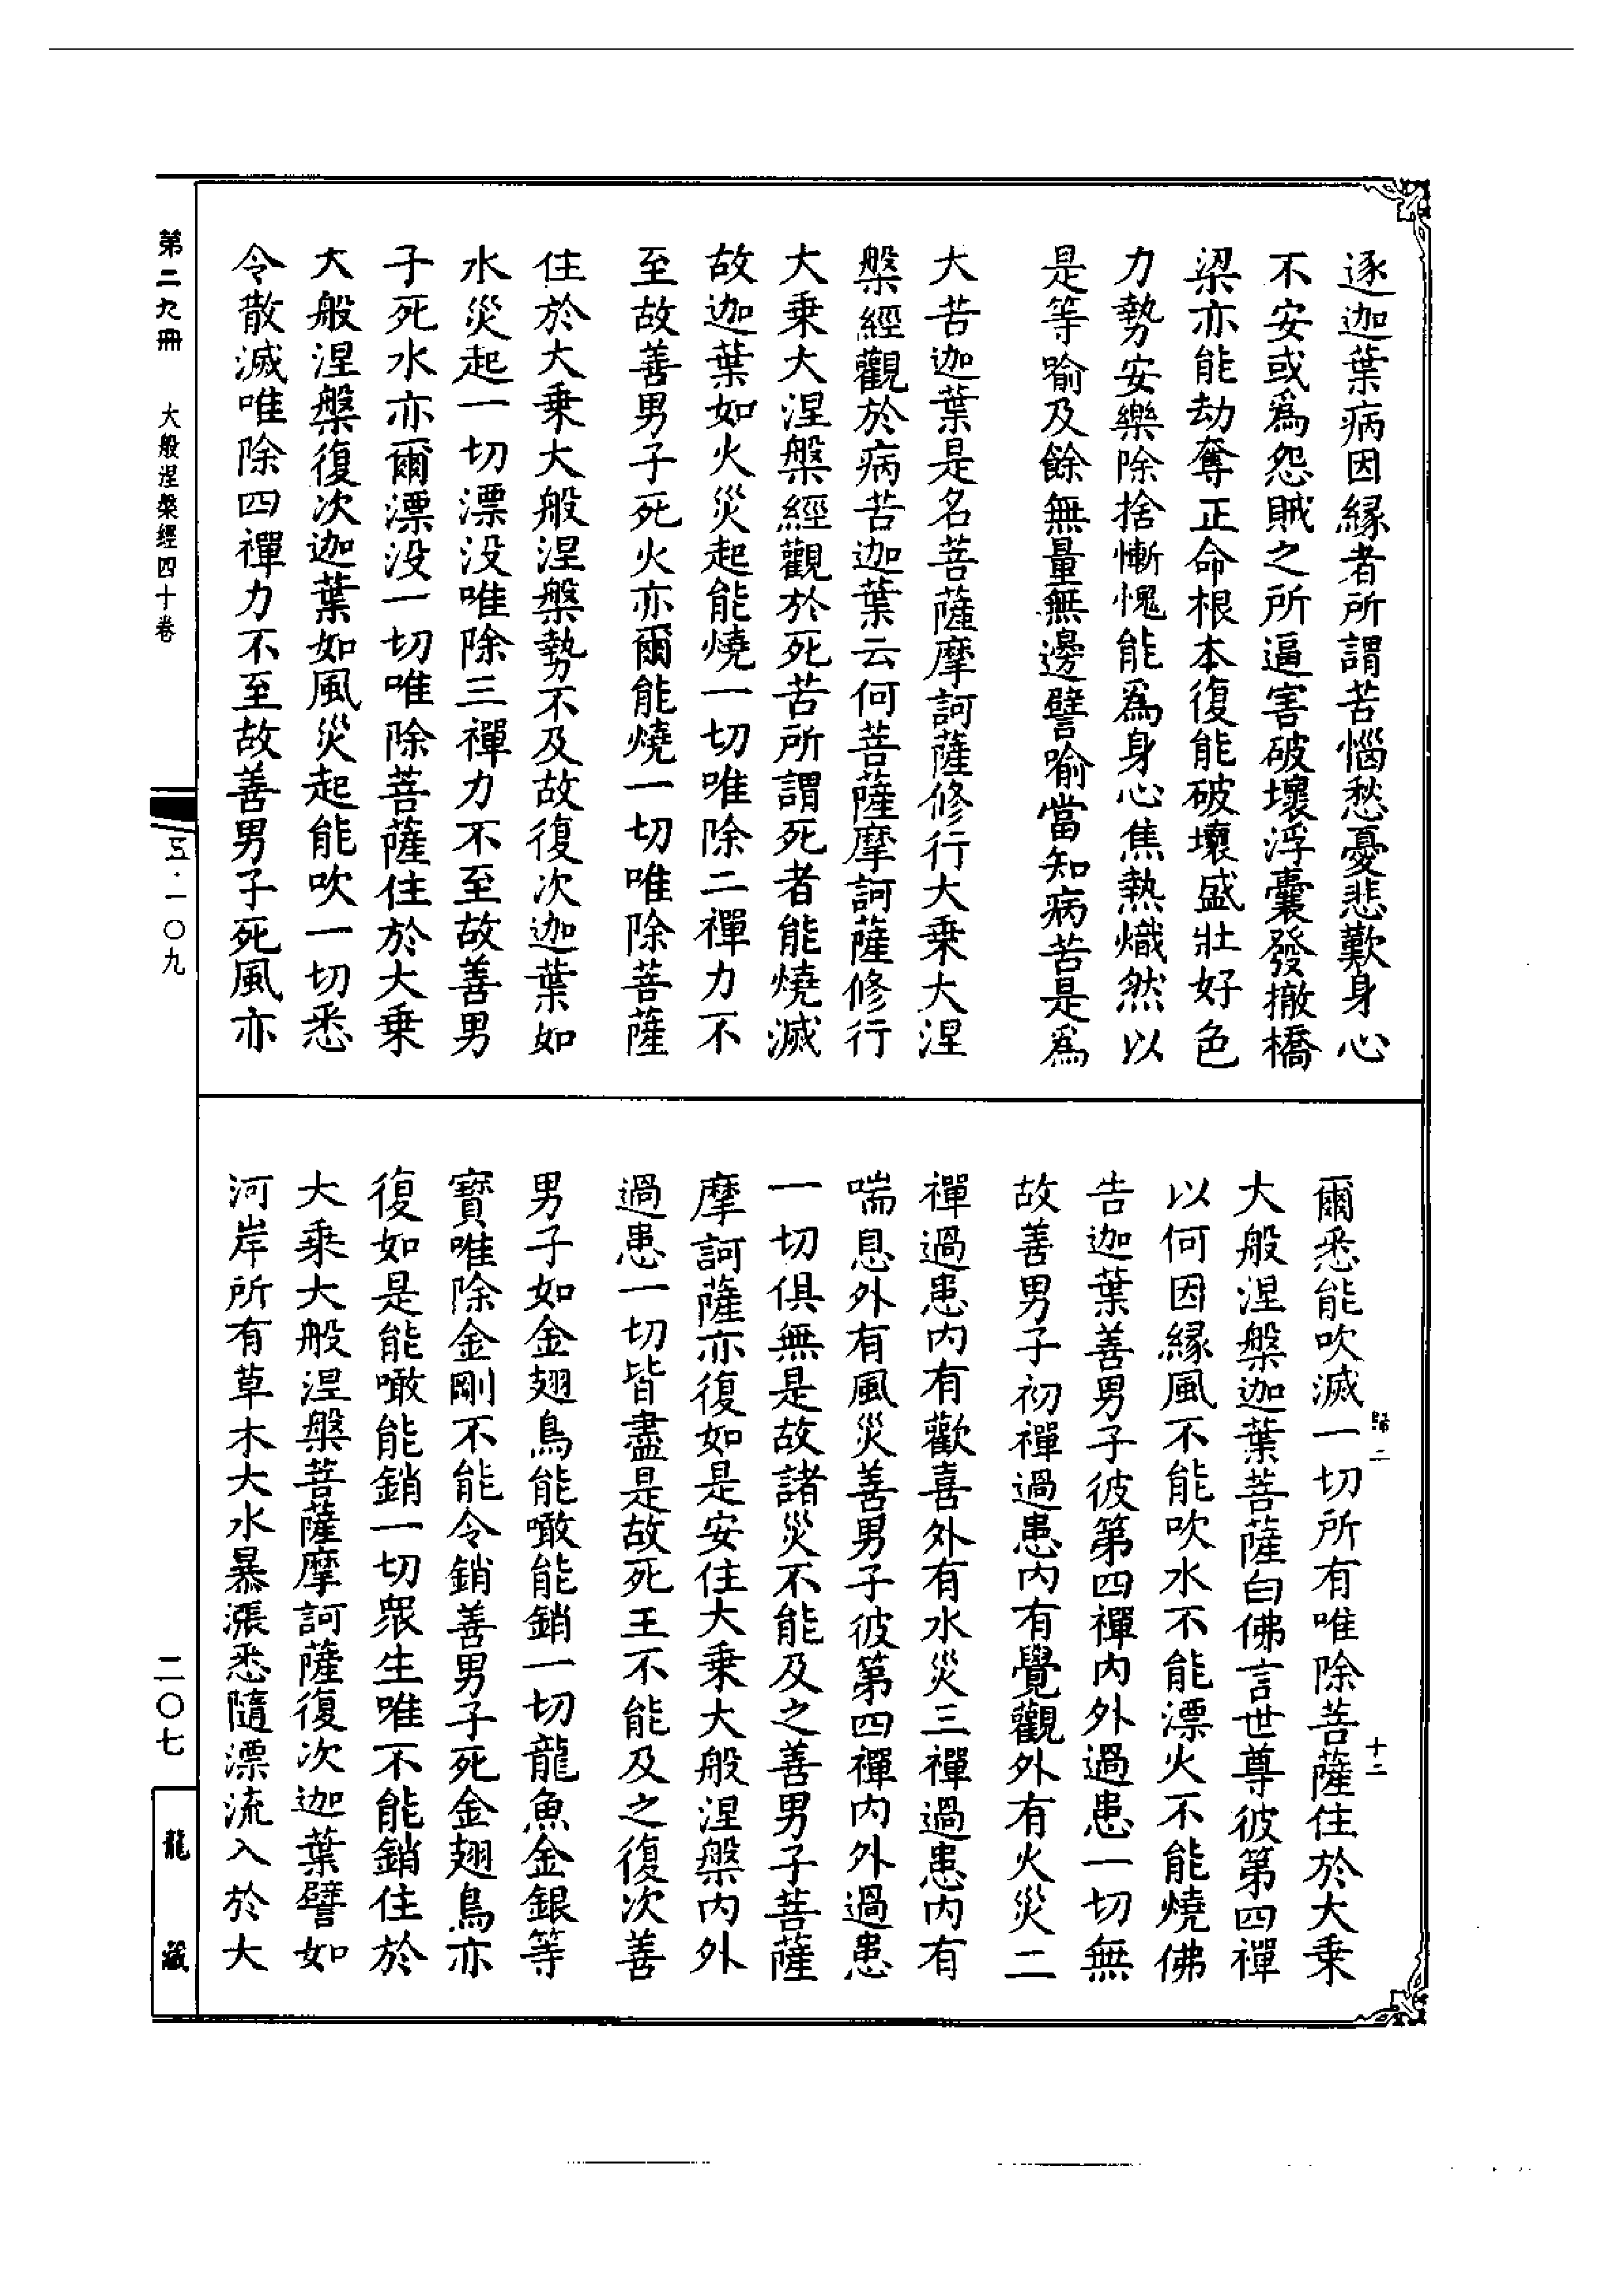 逐迦葉病因緣者所謂苦惱愁憂悲歎身心
不安或爲怨賊之所逼害破壞浮囊發撤橋
梁亦能劫奪正命根本復能破壞盛壯好色
力勢安樂除捨慚愧能爲身心焦熱熾然以
是等喻及餘無量無邊譬喻當知病苦是爲
大苦迦葉是名菩薩摩訶薩修行大乗大涅
槃經觀於病苦迦葉云何菩薩摩訶薩修行
大乗大涅槃經觀於死苦所謂死者能燒滅
故迦葉如火災起能燒一切唯除二禪力不
至故善男子死火亦爾能燒一切唯除菩薩
住於大乗大般涅槃勢不及故復次迦葉如
水災起一切漂没唯除三禪力不至故善男
子死水亦爾漂没一切唯除菩薩住於大乗
大般涅槃復次迦葉如風災起能吹一切悉
令散滅唯除四禪力不至故善男子死風亦
爾悉能吹滅一切所有唯除菩薩住於大乗
大般涅槃迦葉菩薩白佛言世尊彼第四禪
以何因緣風不能吹水不能漂火不能燒佛
告迦葉善男子彼第四禪内外過患一切無
故善男子初禪過患内有覺觀外有火災二
禪過患内有歡喜外有水災三禪過患内有
喘息外有風災善男子彼第四禪内外過患
一切俱無是故諸災不能及之善男子菩薩
摩訶薩亦復如是安住大乗大般涅槃内外
過患一切皆盡是故死王不能及之復次善
男子如金翅鳥能噉能銷一切龍魚金銀等
寳唯除金剛不能令銷善男子死金翅鳥亦
復如是能噉能銷一切衆生唯不能銷住於
大乗大般涅槃菩薩摩訶薩復次迦葉譬如
河岸所有草木大水暴漲悉隨漂流入於大
二
十二
第二九冊 大般涅槃經四十卷
五·一〇九
二〇七
龍藏